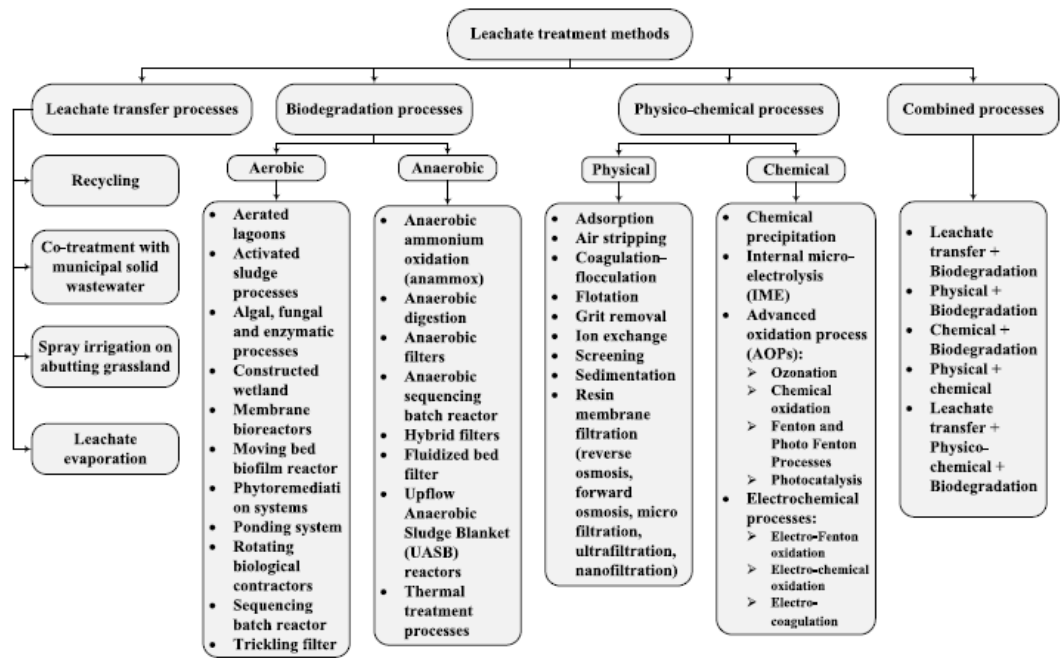 Leachate treatment methods
Leachate transfer processes
Recycling
Co-treatment with
municipal solid
wastewater
Spray irrigation on
abutting grassland
Leachate
evaporation
Biodegradation processes
Aerobic
• Aerated
lagoons
• Activated
sludge
processes
• Algal, fungal
and enzymatic
processes
• Constructed
wetland
• Membrane
bioreactors
• Moving bed
biofilm reactor
• Phytoremediati
on systems
• Ponding system
• Rotating
biological
contractors
• Sequencing
batch reactor
• Trickling filter
Anaerobic
• Anaerobic
ammonium
oxidation
(anammox)
• Anaerobic
digestion
• Anaerobic
filters
• Anaerobic
sequencing
batch reactor
• Hybrid filters
• Fluidized bed
filter
• Upflow
Anaerobic
Sludge Blanket
(UASB)
reactors
• Thermal
treatment
processes
Physico-chemical processes
Physical
• Adsorption
• Air stripping
• Coagulation–
flocculation
• Flotation
• Grit removal
• Ion exchange
• Screening
• Sedimentation
• Resin
membrane
filtration
(reverse
osmosis,
forward
osmosis, micro
filtration,
ultrafiltration,
nanofiltration)
Chemical
• Chemical
precipitation
• Internal micro-
electrolysis
(IME)
• Advanced
oxidation process
(AOPs):
➢ Ozonation
➢ Chemical
oxidation
➢ Fenton and
Photo Fenton
Processes
➢ Photocatalysis
• Electrochemical
processes:
➢ Electro-Fenton
oxidation
➢ Electro-chemical
oxidation
➢ Electro-
coagulation
Combined processes
• Leachate
transfer +
Biodegradation
• Physical +
Biodegradation
• Chemical +
Biodegradation
• Physical +
chemical
• Leachate
transfer +
Physico-
chemical +
Biodegradation